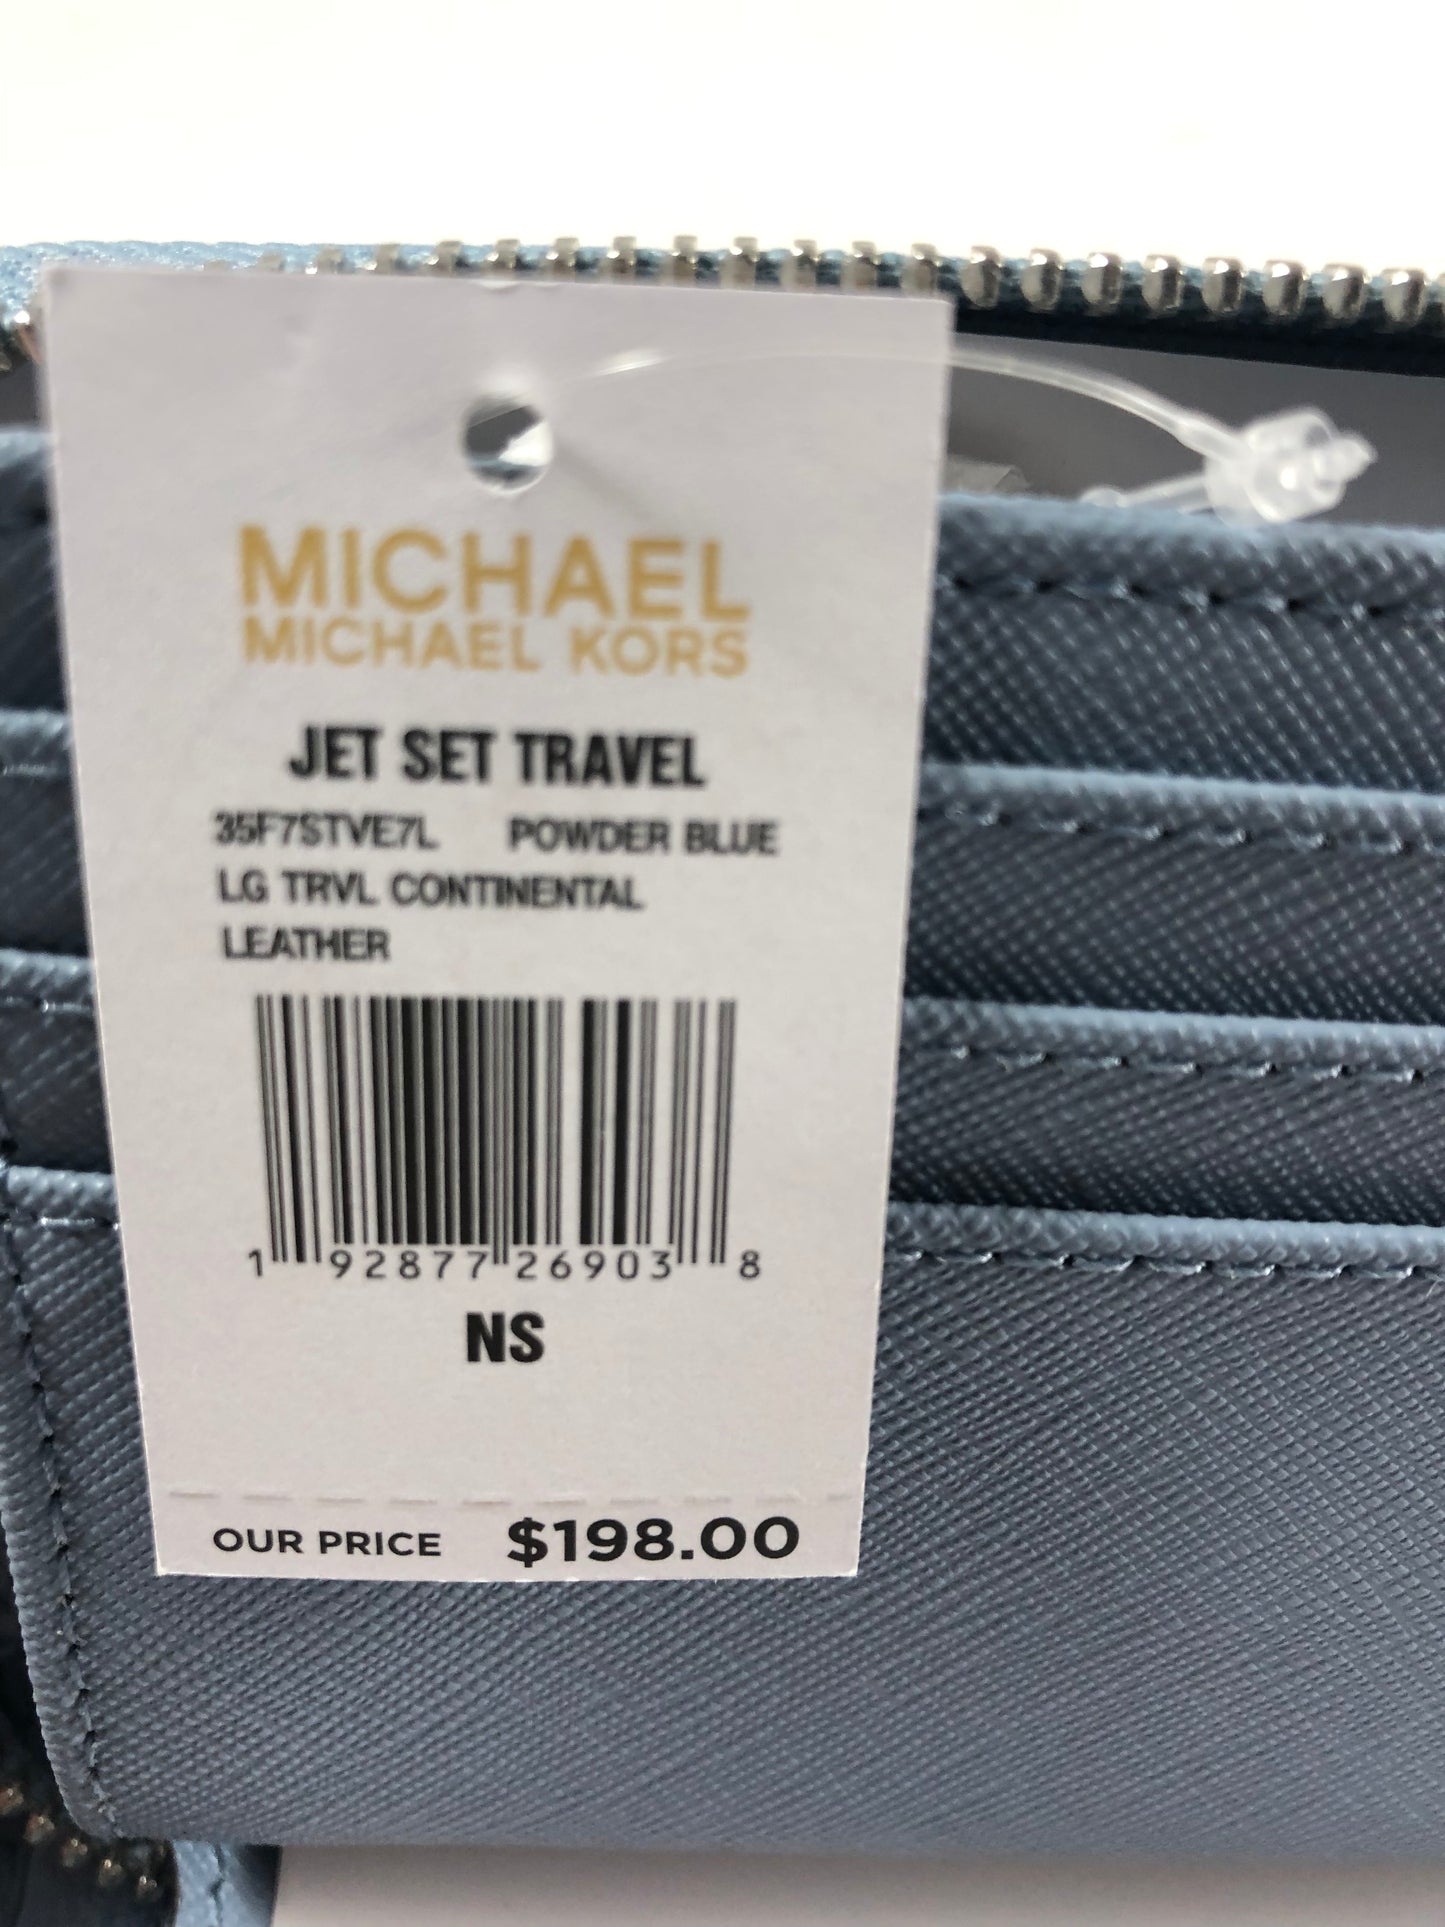 MICHAEL
MICHAEL KORS
JET SET TRAVEL
35F7STVE7L POWDER BLUE
LG TRVL CONTINENTAL
LEATHER
1 92877 26903 8
NS
OUR PRICE $198.00